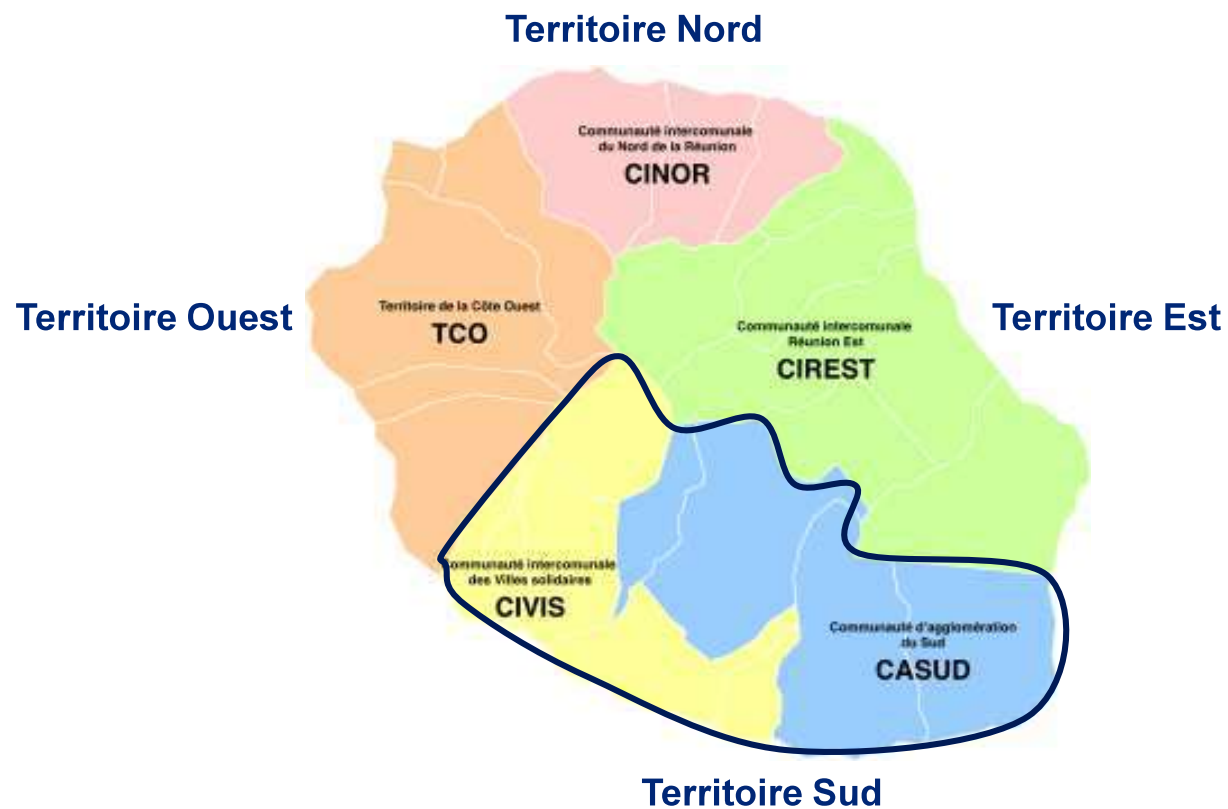 Territoire Nord
Communauté intercomunale
du Nord de la Réunion
CINOR
Territoire Ouest
Territoire de la Côte Ouest
TCO
Communauté intercomunale
Réunion Est
CIREST
Territoire Est
Communauté intercomunale
des Villes solidaires
CIVIS
Communauté d'agglomération
du Sud
CASUD
Territoire Sud